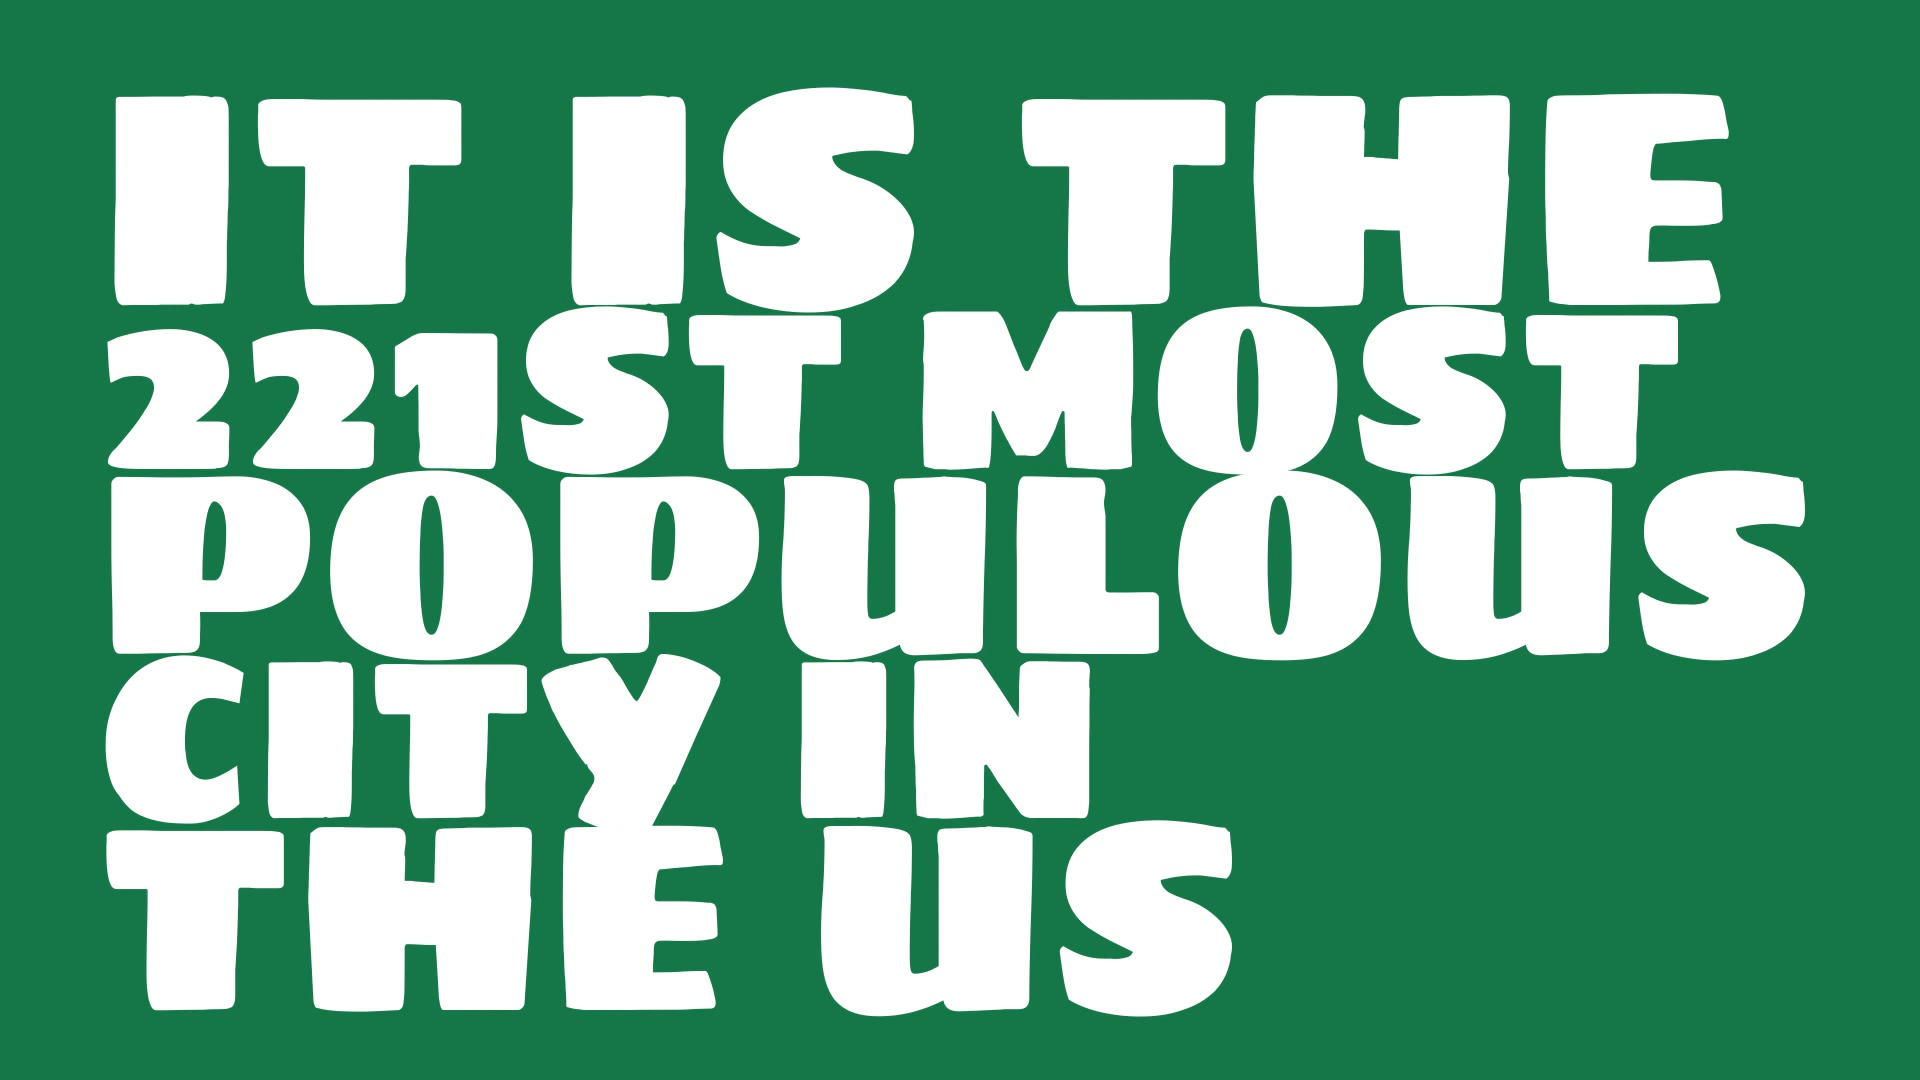 IT IS THE
221ST MOST
POPULOUS
CITY IN
THE US